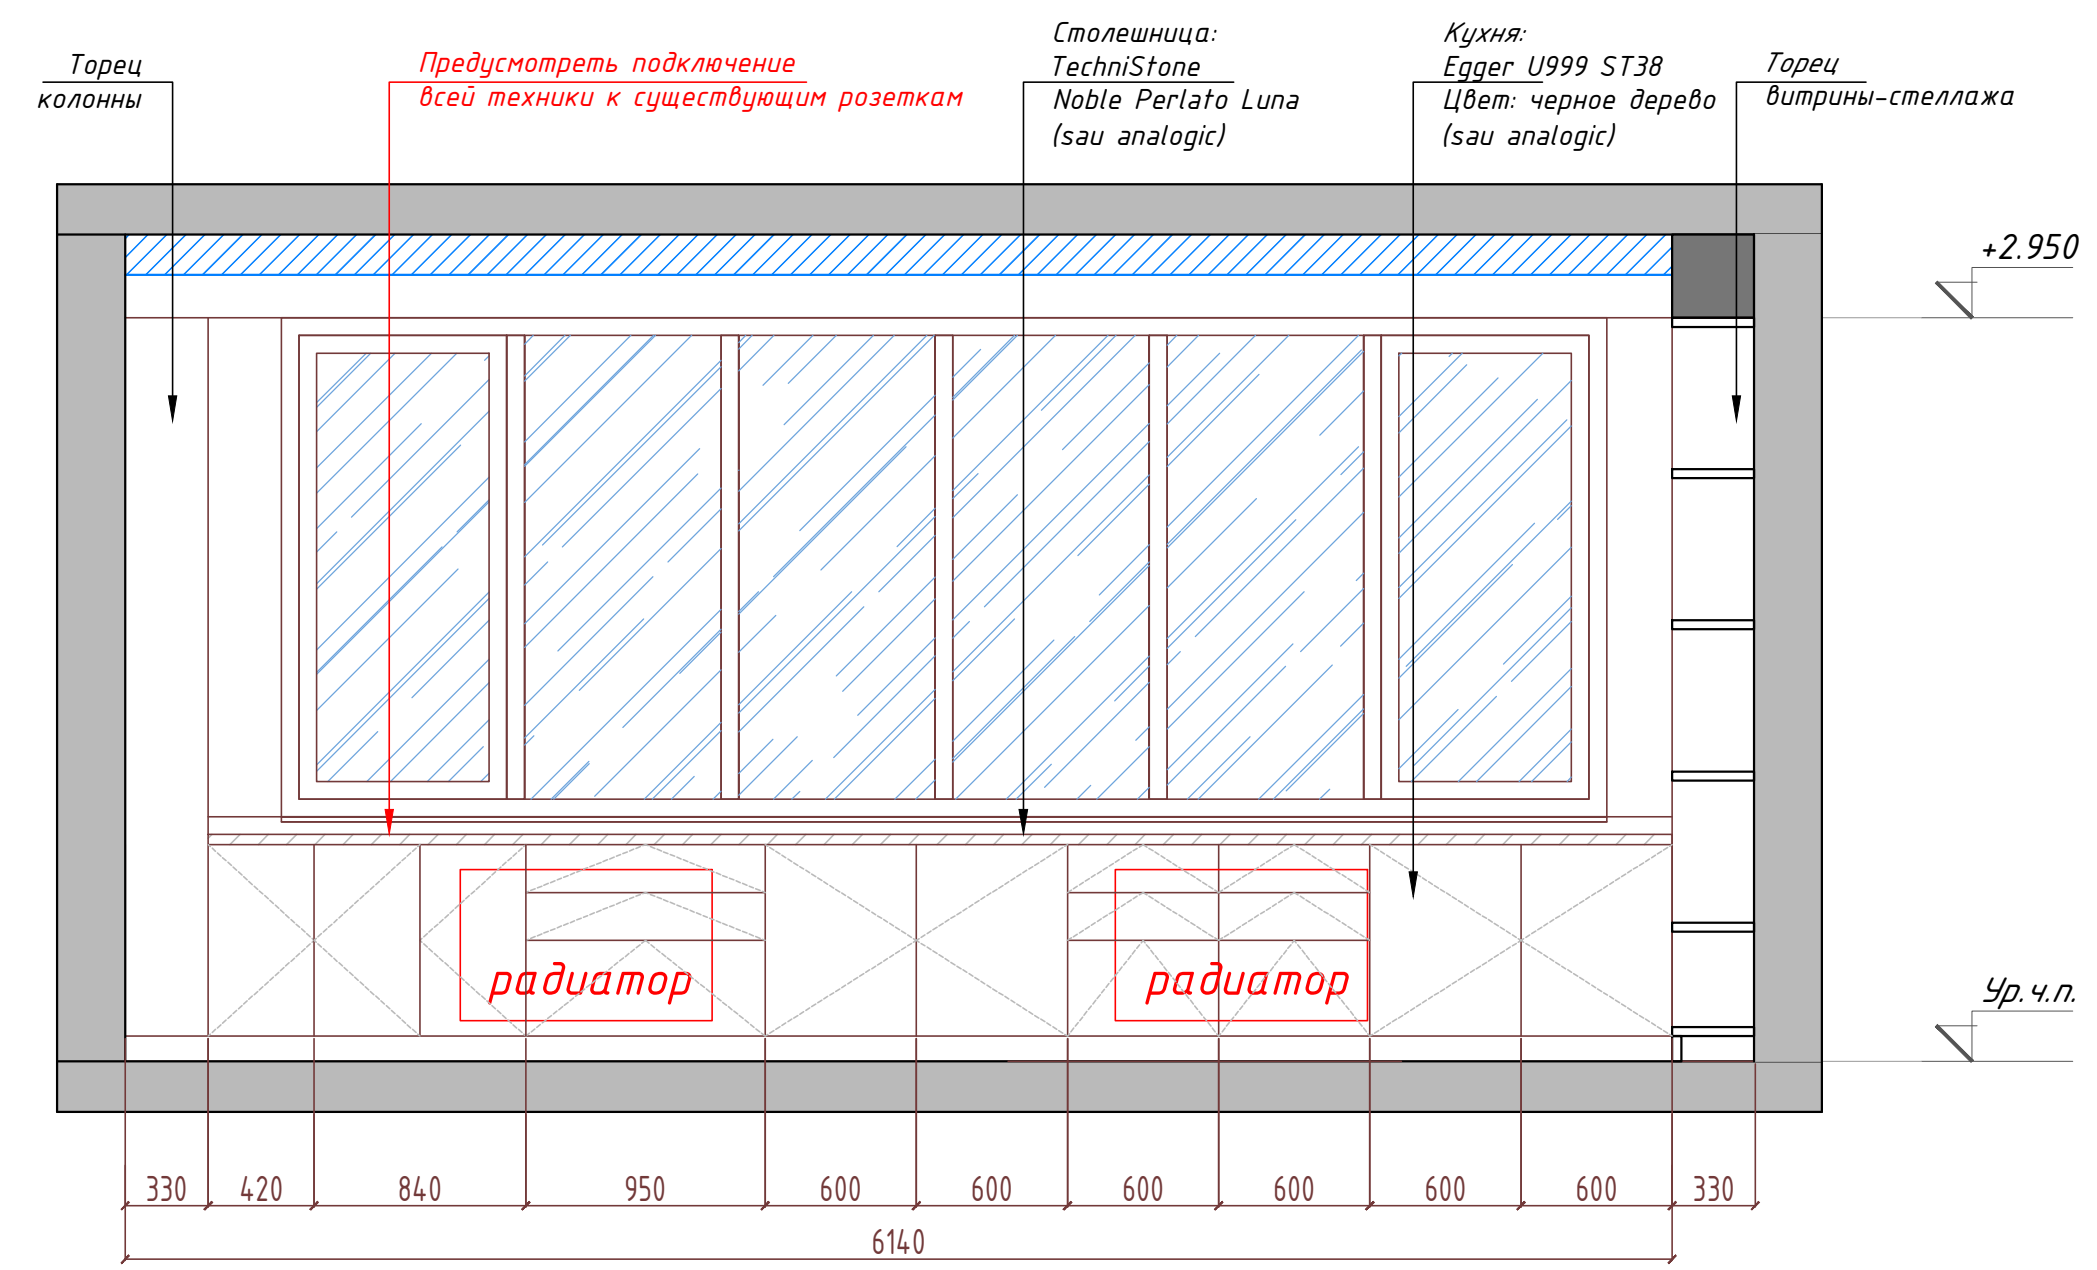 Торец
колонны
Предусмотреть подключение
всей техники к существующим розеткам
Столешница:
TechniStone
Noble Perlato Luna
(sau analogic)
Кухня:
Egger U999 ST38
Цвет: черное дерево
(sau analogic)
Торец
витрины-стеллажа
+2.950
радиатор
радиатор
Ур.ч.п.
330 420 840 950 600 600 600 600 600 600 330
6140